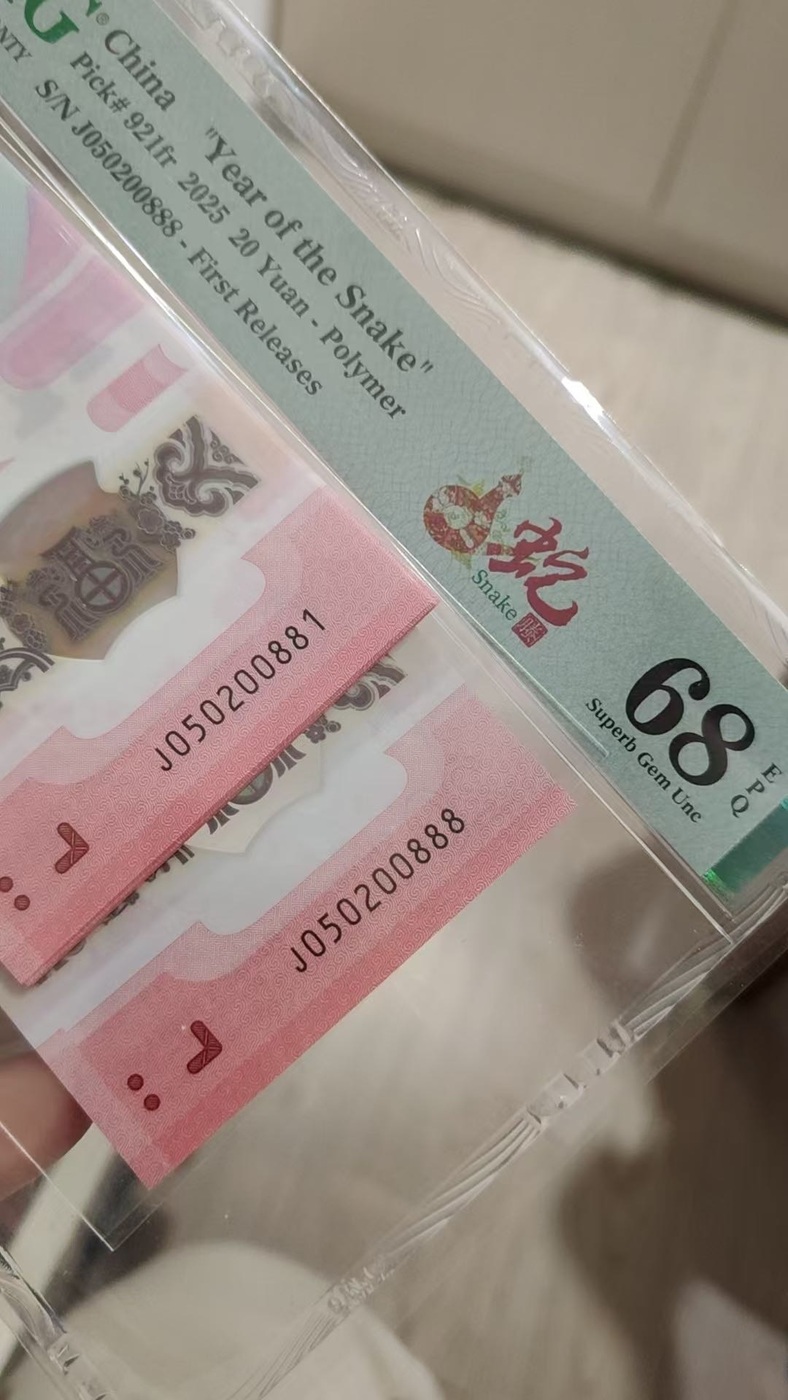 China "Year of the Snake"
Pick# 921fr 2025 20 Yuan - Polymer
S/N J050200888 - First Releases
蛇
Snake
68
EPQ
Superb Gem Unc
J050200881
J050200888